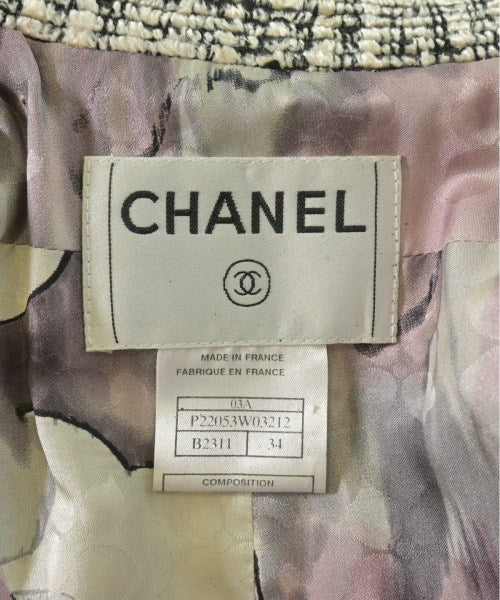 CHANEL
MADE IN FRANCE
FABRIQUE EN FRANCE
03A
P22053W03212
B2311 34
COMPOSITION